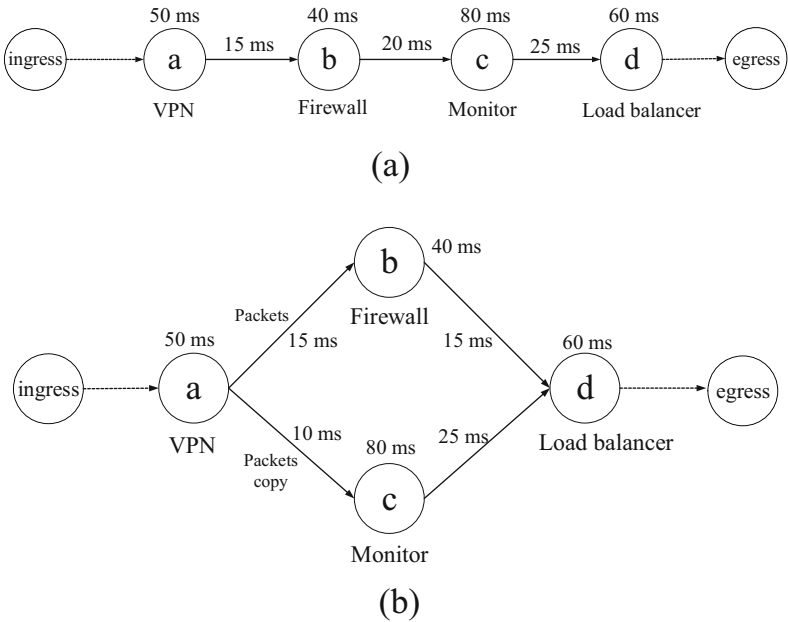 50 ms 40 ms 80 ms 60 ms
ingress a 15 ms b 20 ms c 25 ms d egress
VPN Firewall Monitor Load balancer
(a)
b 40 ms
Packets Firewall
50 ms 15 ms 15 ms 60 ms
ingress a d egress
VPN 10 ms 80 ms 25 ms Load balancer
Packets
copy
c
Monitor
(b)